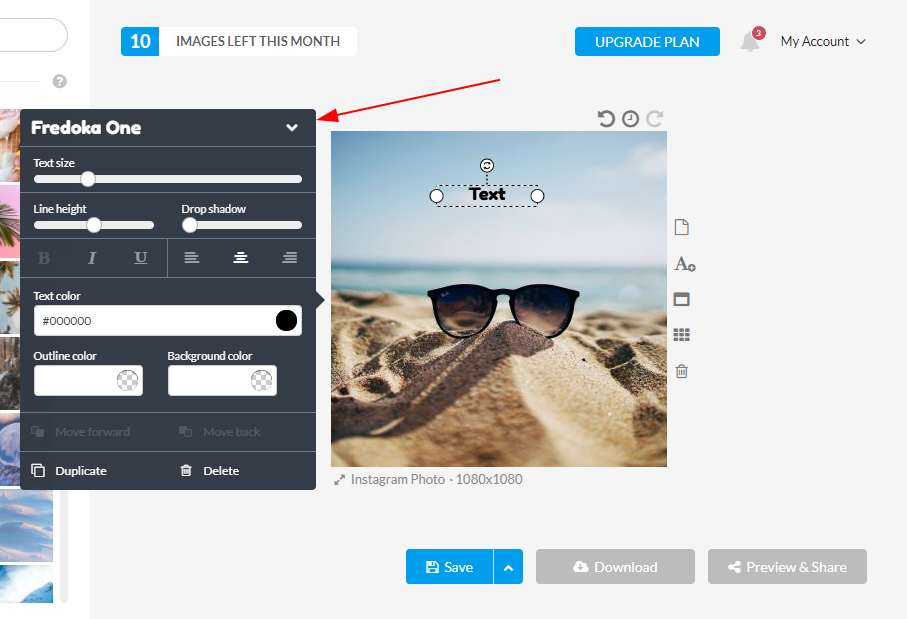 10 IMAGES LEFT THIS MONTH
UPGRADE PLAN
3
My Account
?
Fredoka One
Text size
Line height Drop shadow
B I U
Text color
#000000
Outline color Background color
Move forward Move back
Duplicate Delete
Text
A
Instagram Photo · 1080x1080
Save
Download
Preview & Share